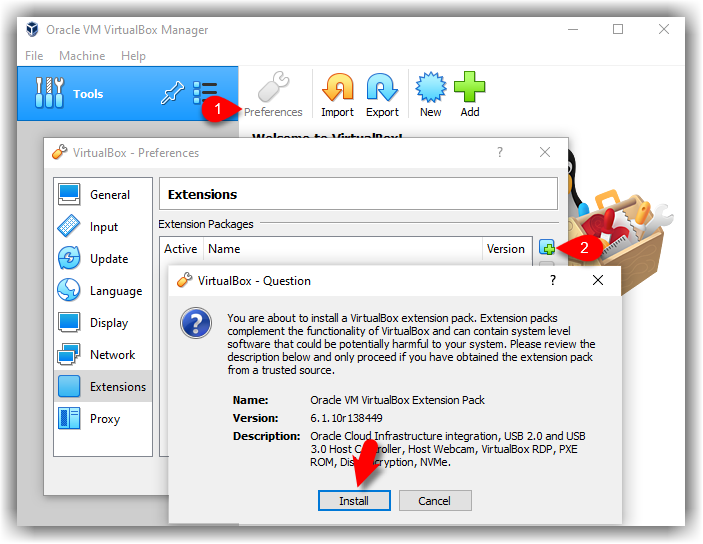 Oracle VM VirtualBox Manager
File Machine Help
Tools
1
Preferences Import Export New Add
Welcome to VirtualBox!
VirtualBox - Preferences
?
General
Input
Update
Language
Display
Network
Extensions
Proxy
Extensions
Extension Packages
Active Name Version
2
VirtualBox - Question
?
You are about to install a VirtualBox extension pack. Extension packs
complement the functionality of VirtualBox and can contain system level
software that could be potentially harmful to your system. Please review the
description below and only proceed if you have obtained the extension pack
from a trusted source.
Name: Oracle VM VirtualBox Extension Pack
Version: 6.1.10r138449
Description: Oracle Cloud Infrastructure integration, USB 2.0 and USB
3.0 Host Controller, Host Webcam, VirtualBox RDP, PXE
ROM, Disk Encryption, NVMe.
Install Cancel